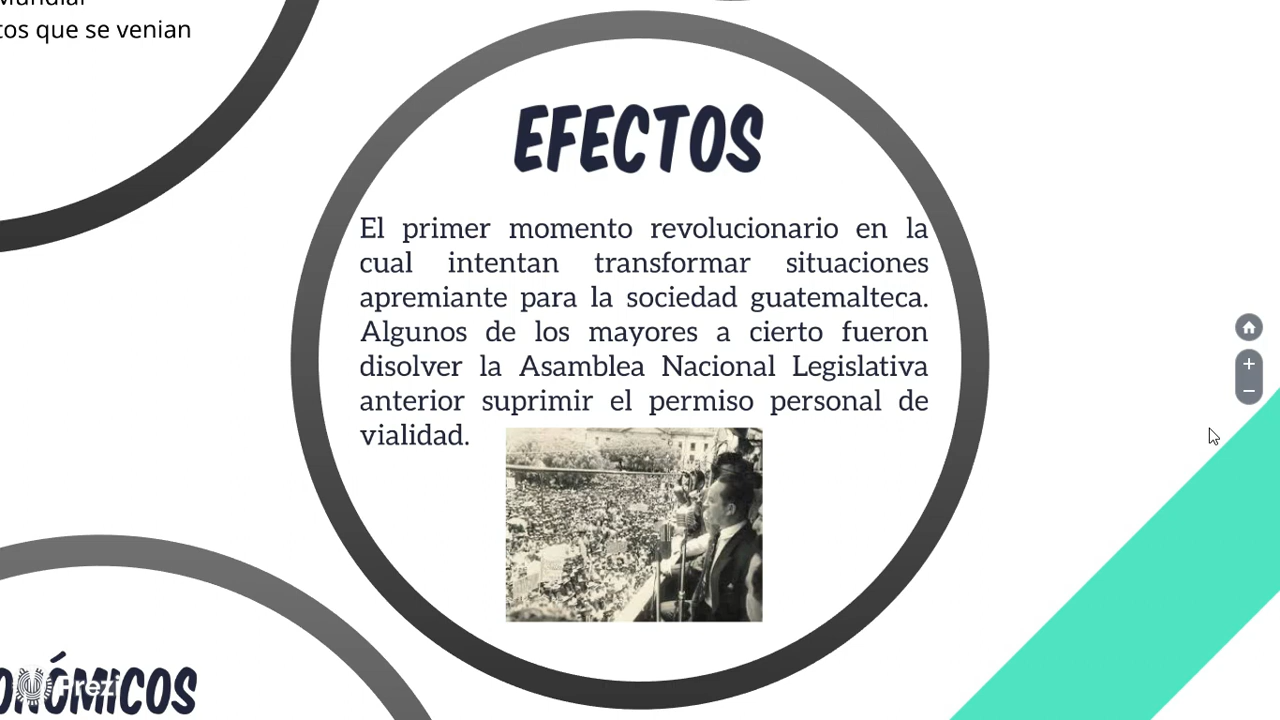 tos que se venian
EFECTOS
El primer momento revolucionario en la
cual intentan transformar situaciones
apremiante para la sociedad guatemalteca.
Algunos de los mayores a cierto fueron
disolver la Asamblea Nacional Legislativa
anterior suprimir el permiso personal de
vialidad.
ONÓMICOS
Prezi